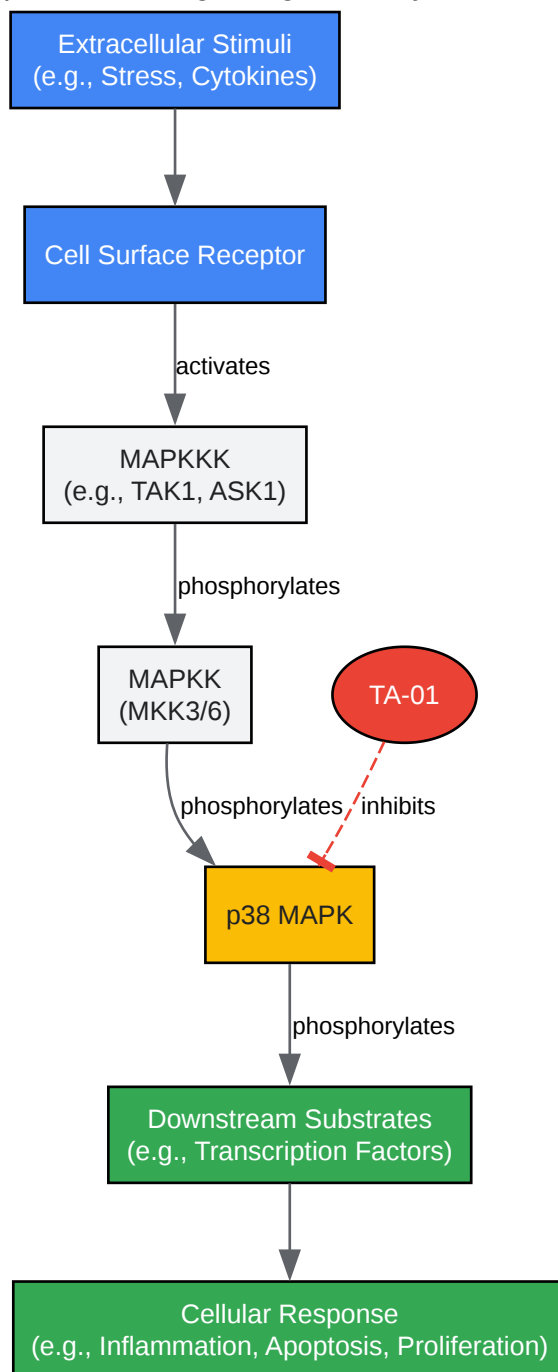 Extracellular Stimuli
(e.g., Stress, Cytokines)
Cell Surface Receptor
activates
MAPKKK
(e.g., TAK1, ASK1)
phosphorylates
MAPKK
(MKK3/6)
TA-01
phosphorylates
inhibits
p38 MAPK
phosphorylates
Downstream Substrates
(e.g., Transcription Factors)
Cellular Response
(e.g., Inflammation, Apoptosis, Proliferation)